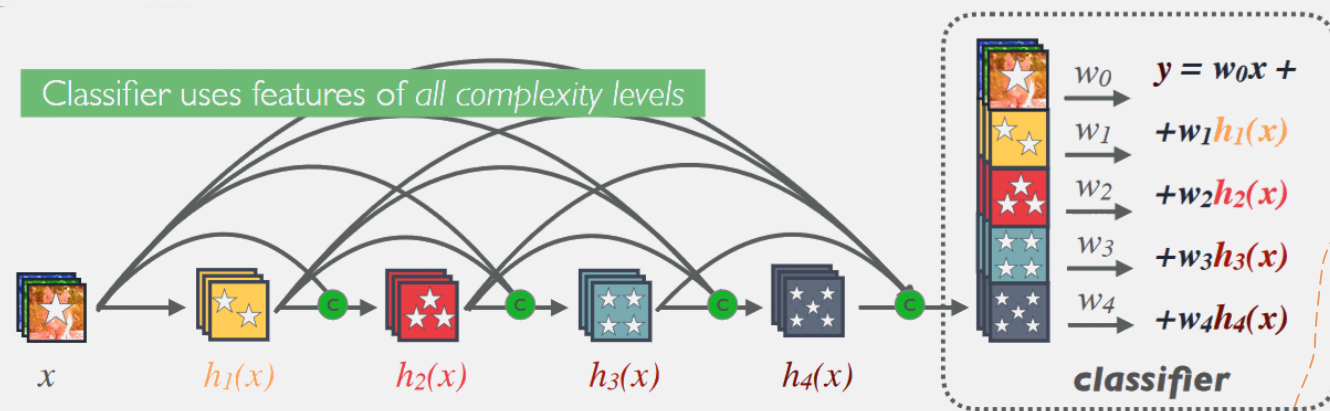 Classifier uses features of all complexity levels
x
h1(x)
C
h2(x)
C
h3(x)
C
h4(x)
C
w0
y = w0x +
w1
+w1h1(x)
w2
+w2h2(x)
w3
+w3h3(x)
w4
+w4h4(x)
classifier